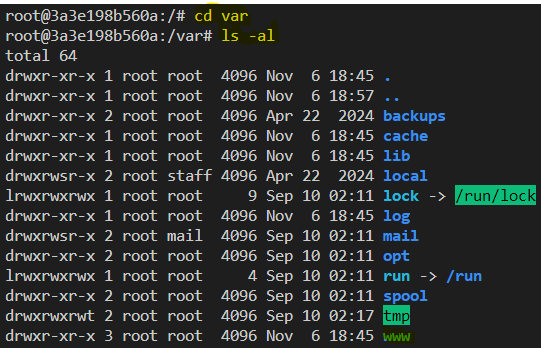 root@3a3e198b560a:/# cd var
root@3a3e198b560a:/var# ls -al
total 64
drwxr-xr-x 1 root root  4096 Nov  6 18:45 .
drwxr-xr-x 1 root root  4096 Nov  6 18:57 ..
drwxr-xr-x 2 root root  4096 Apr 22  2024 backups
drwxr-xr-x 1 root root  4096 Nov  6 18:45 cache
drwxr-xr-x 1 root root  4096 Nov  6 18:45 lib
drwxrwsr-x 2 root staff 4096 Apr 22  2024 local
lrwxrwxrwx 1 root root     9 Sep 10 02:11 lock -> /run/lock
drwxr-xr-x 1 root root  4096 Nov  6 18:45 log
drwxrwsr-x 2 root mail  4096 Sep 10 02:11 mail
drwxr-xr-x 2 root root  4096 Sep 10 02:11 opt
lrwxrwxrwx 1 root root     4 Sep 10 02:11 run -> /run
drwxr-xr-x 2 root root  4096 Sep 10 02:11 spool
drwxrwxrwt 2 root root  4096 Sep 10 02:17 tmp
drwxr-xr-x 3 root root  4096 Nov  6 18:45 www